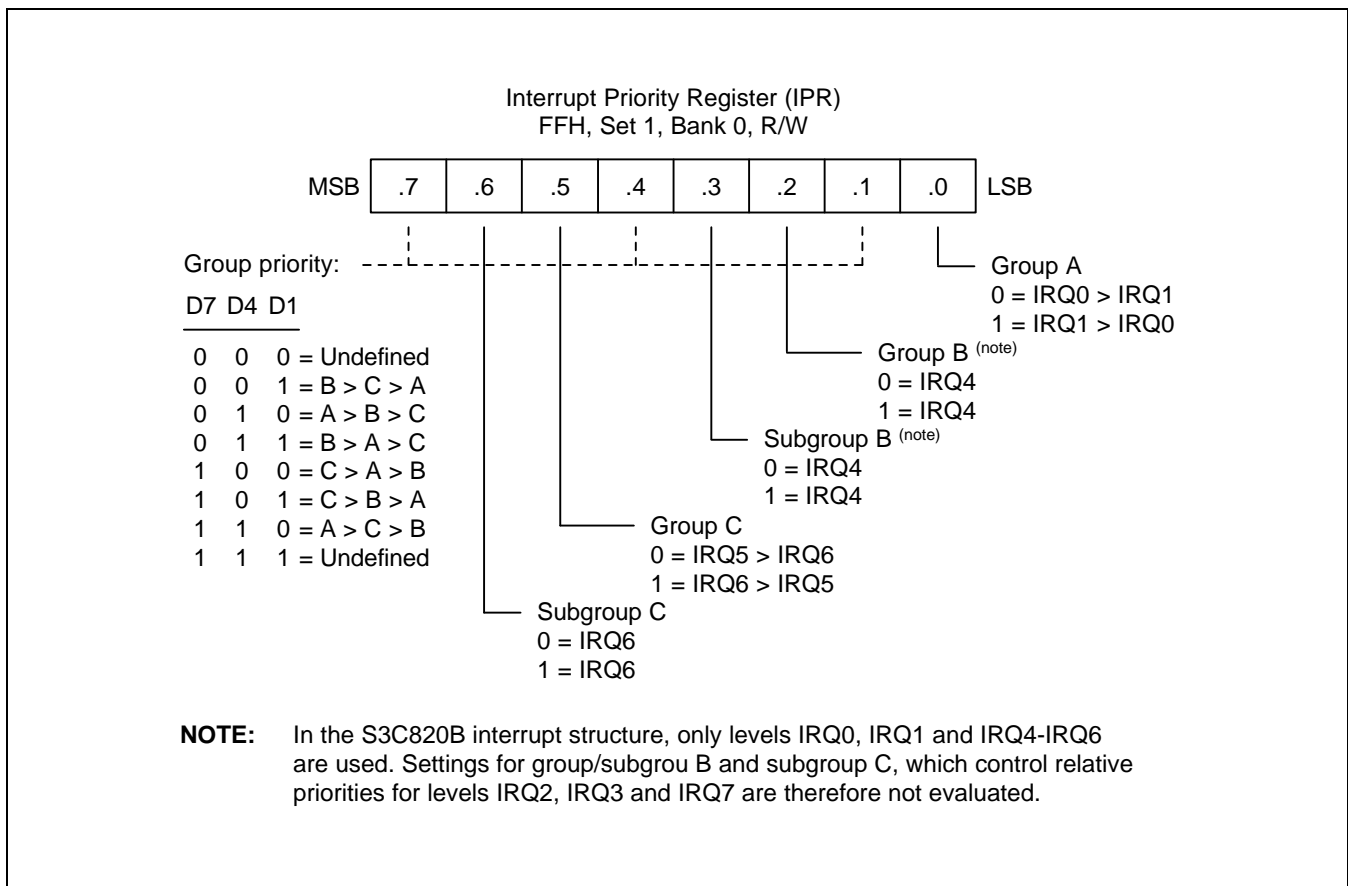 Interrupt Priority Register (IPR)
FFH, Set 1, Bank 0, R/W
MSB .7 .6 .5 .4 .3 .2 .1 .0 LSB
Group priority:
D7 D4 D1
0 0 0 = Undefined
0 0 1 = B > C > A
0 1 0 = A > B > C
0 1 1 = B > A > C
1 0 0 = C > A > B
1 0 1 = C > B > A
1 1 0 = A > C > B
1 1 1 = Undefined
Group A
0 = IRQ0 > IRQ1
1 = IRQ1 > IRQ0
Group B (note)
0 = IRQ4
1 = IRQ4
Subgroup B (note)
0 = IRQ4
1 = IRQ4
Group C
0 = IRQ5 > IRQ6
1 = IRQ6 > IRQ5
Subgroup C
0 = IRQ6
1 = IRQ6
NOTE: In the S3C820B interrupt structure, only levels IRQ0, IRQ1 and IRQ4-IRQ6
are used. Settings for group/subgrou B and subgroup C, which control relative
priorities for levels IRQ2, IRQ3 and IRQ7 are therefore not evaluated.